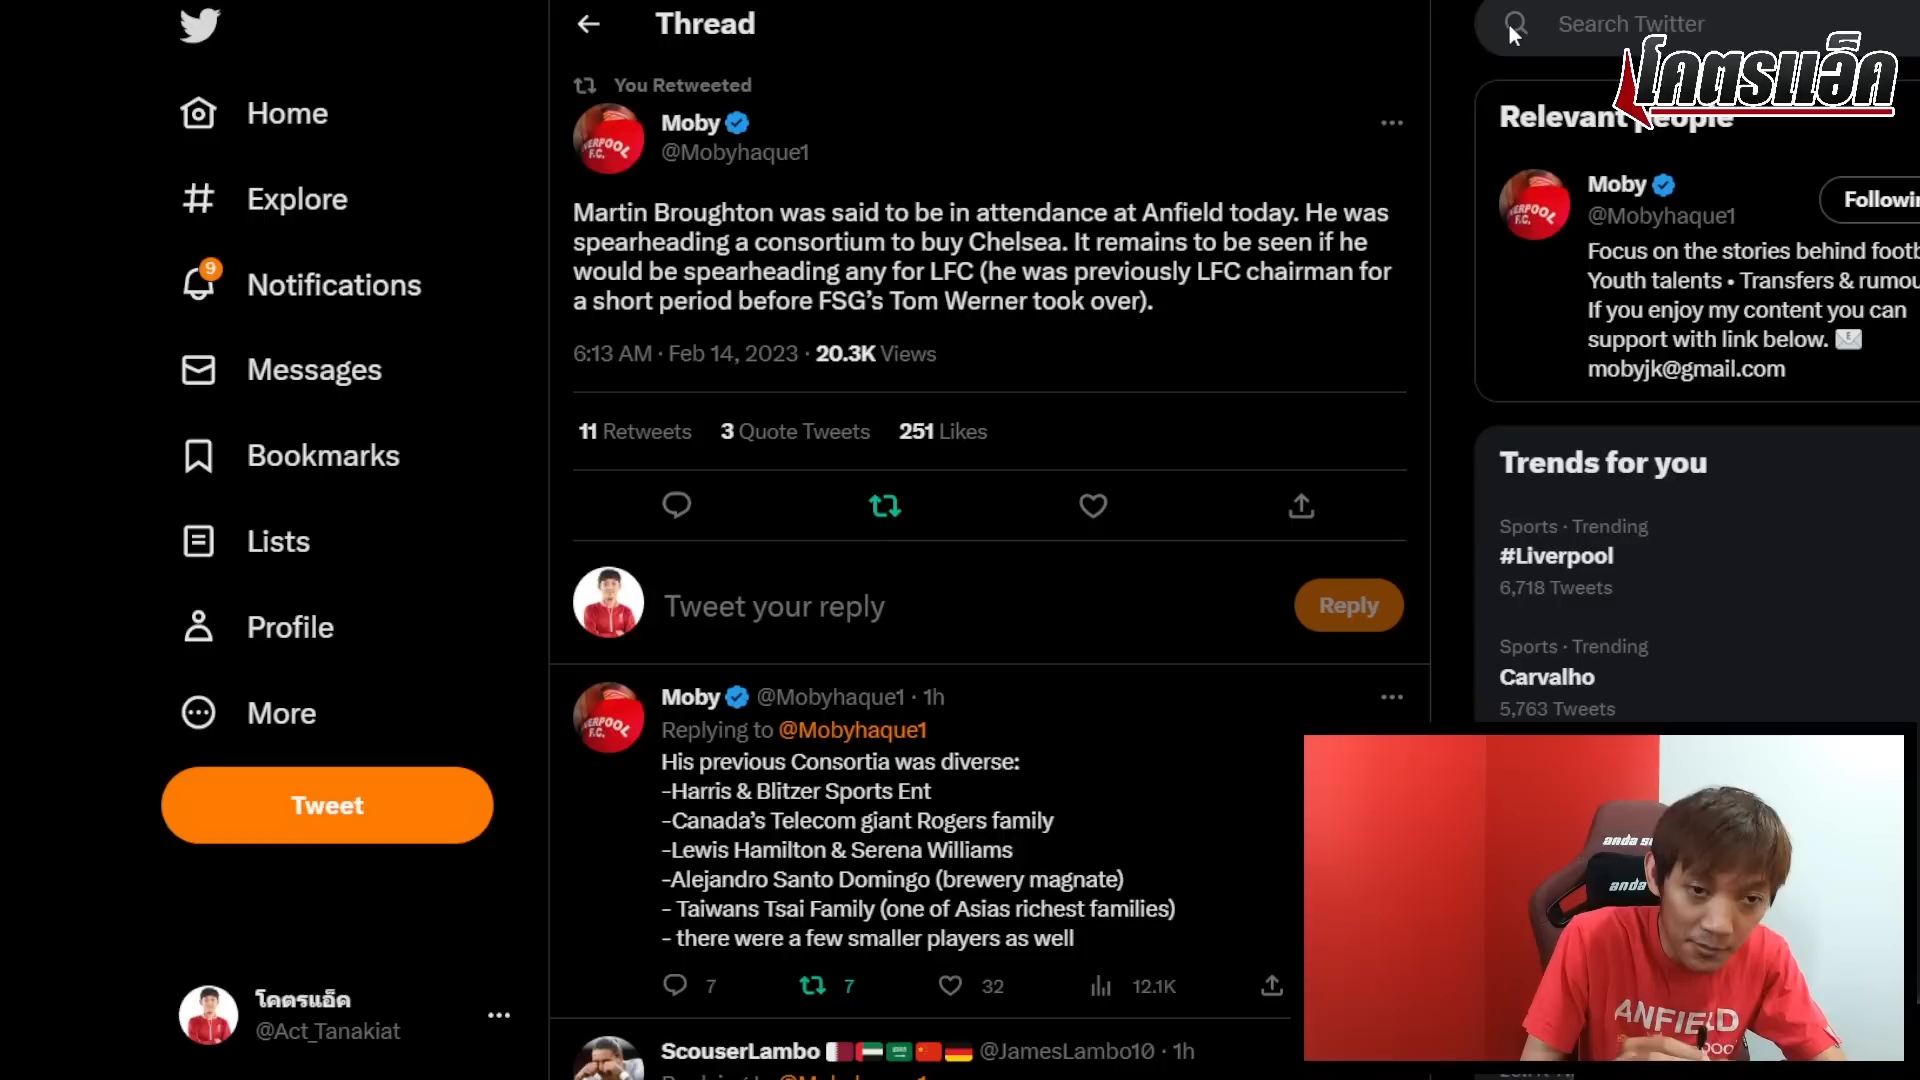 Home
Explore
9
Notifications
Messages
Bookmarks
Lists
Profile
More
Tweet
โคตรแอ็ค
@Act_Tanakiat
Thread
You Retweeted
Moby
@Mobyhaque1
Martin Broughton was said to be in attendance at Anfield today. He was
spearheading a consortium to buy Chelsea. It remains to be seen if he
would be spearheading any for LFC (he was previously LFC chairman for
a short period before FSG's Tom Werner took over).
6:13 AM · Feb 14, 2023 · 20.3K Views
11 Retweets 3 Quote Tweets 251 Likes
Tweet your reply
Reply
Moby @Mobyhaque1 · 1h
Replying to @Mobyhaque1
His previous Consortia was diverse:
-Harris & Blitzer Sports Ent
-Canada's Telecom giant Rogers family
-Lewis Hamilton & Serena Williams
-Alejandro Santo Domingo (brewery magnate)
- Taiwans Tsai Family (one of Asias richest families)
- there were a few smaller players as well
7 7 32 12.1K
ScouserLambo @JamesLambo10 · 1h
Search Twitter
โคตรแอ็ค
Relevant people
Moby
@Mobyhaque1
Followin
Focus on the stories behind footb
Youth talents • Transfers & rumou
If you enjoy my content you can
support with link below.
mobyjk@gmail.com
Trends for you
Sports · Trending
#Liverpool
6,718 Tweets
Sports · Trending
Carvalho
5,763 Tweets
anda
anda
ANFIELD